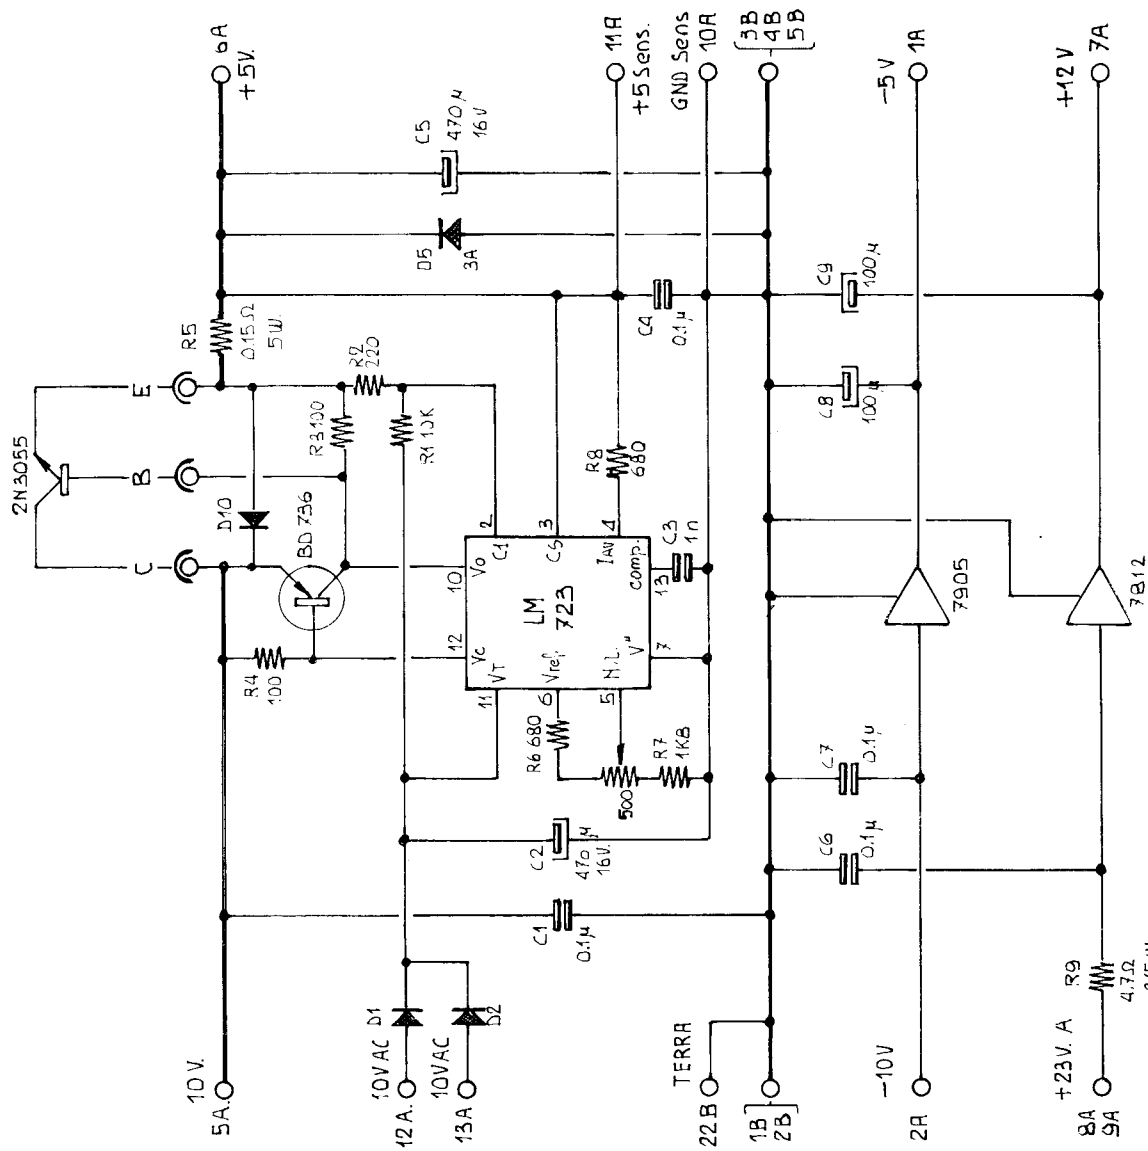 2N3055
C
B
E
10 V.
5A.
+5V.
6A
R5
0.15Ω
5W.
D10
BD 736
R3 100
R2
220
R1 10K
R4
100
C5
470 µ
16V
D5
3A
11A
+5 Sens.
GND Sens
10A
3B
4B
5B
LM
723
12
Vc
10
Vo
2
C1
3
CS
4
13
comp.
11
VT
6
Vref.
5
N.I.
7
R8
680
C3
1n
C4
0.1µ
R6 680
500
R7
1K8
C2
470 µ
16V.
C1
0.1µ
10VAC
12A.
D1
10VAC
13A
D2
TERRA
22B
1B
2B
C6
0.1µ
C7
0.1µ
C8
100µ
C9
100µ
-10V
2A
7905
-5V
1A
+23V. A
8A
9A
R9
4.7Ω
7812
+12V
7A